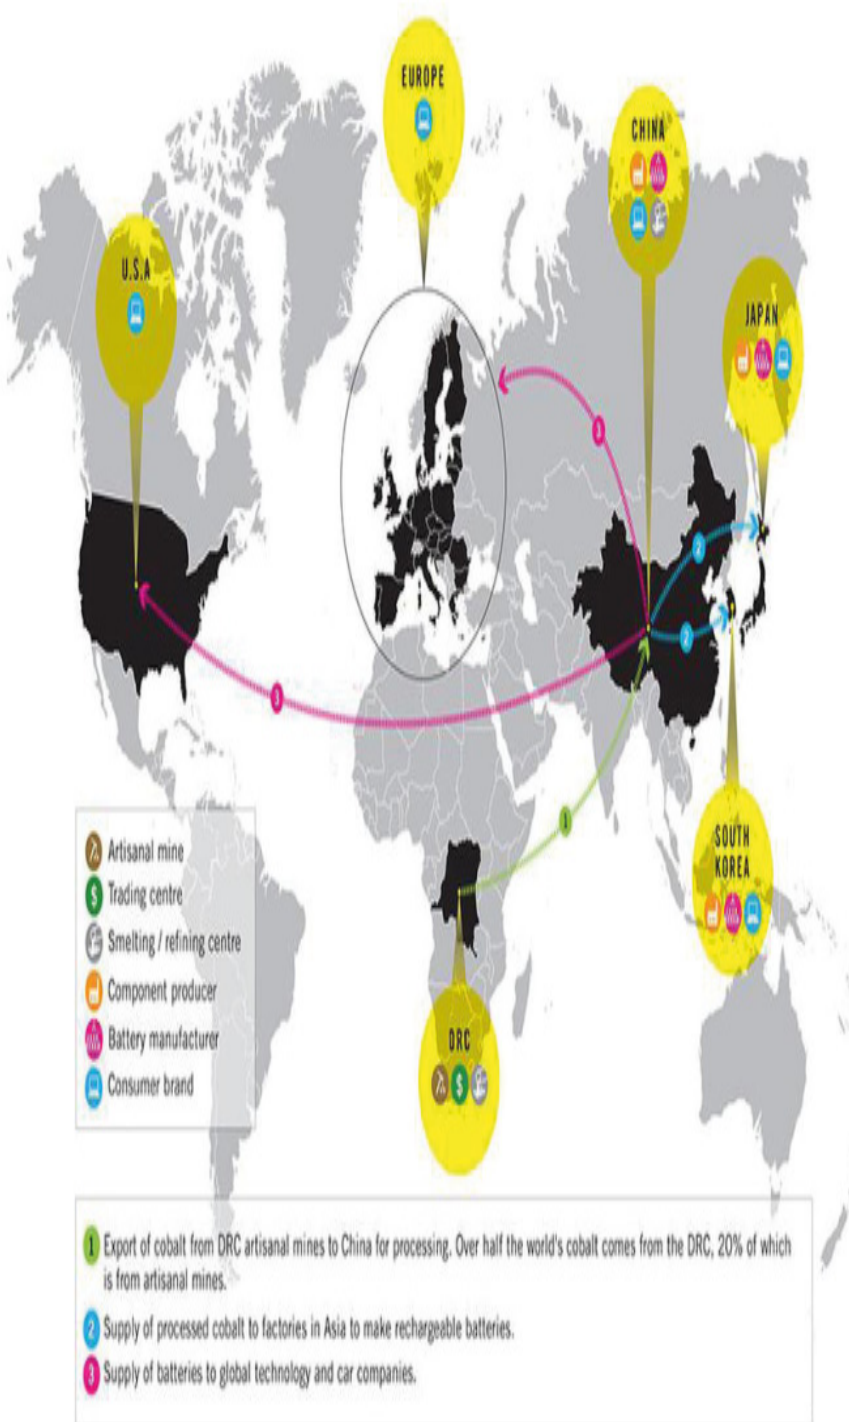 EUROPE
CHINA
U.S.A
JAPAN
3
2
2
3
1
SOUTH
KOREA
DRC
$
Artisanal mine
$ Trading centre
Smelting / refining centre
Component producer
Battery manufacturer
Consumer brand
1 Export of cobalt from DRC artisanal mines to China for processing. Over half the world's cobalt comes from the DRC, 20% of which
is from artisanal mines.
2 Supply of processed cobalt to factories in Asia to make rechargeable batteries.
3 Supply of batteries to global technology and car companies.